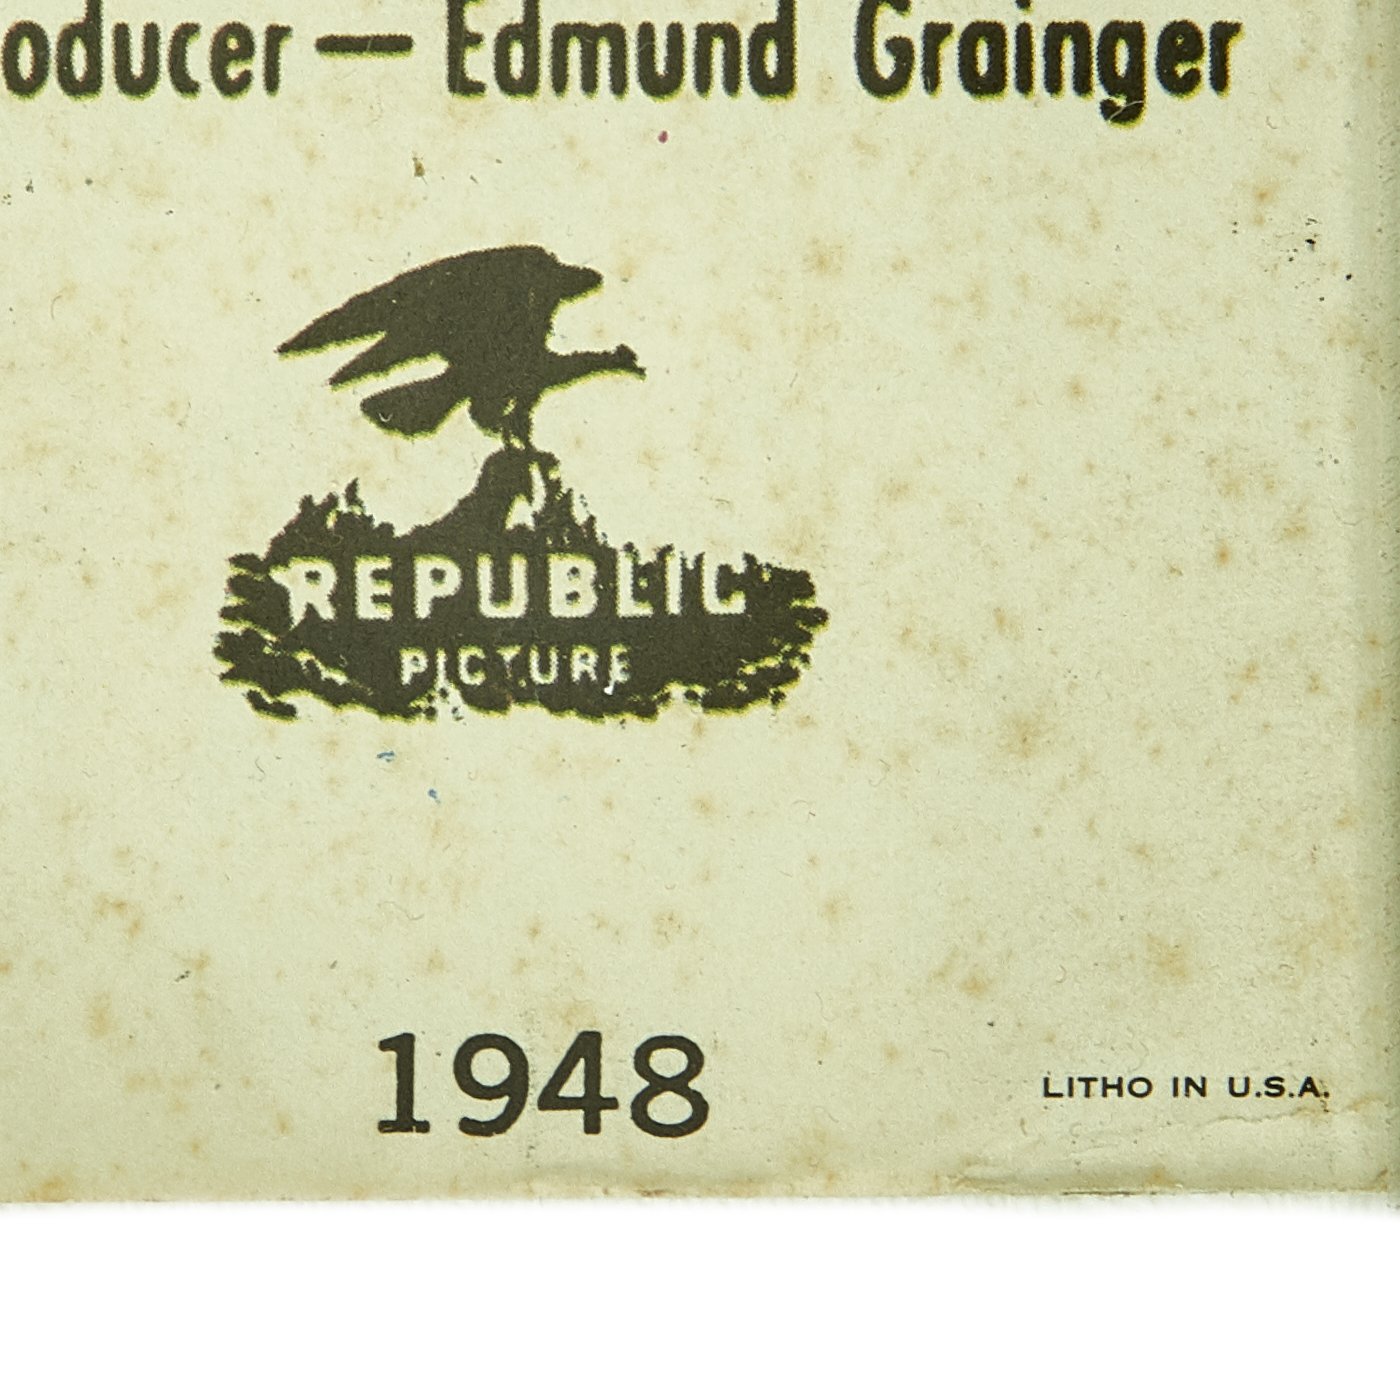 oducer — Edmund Grainger
REPUBLIC
PICTURE
1948
LITHO IN U.S.A.